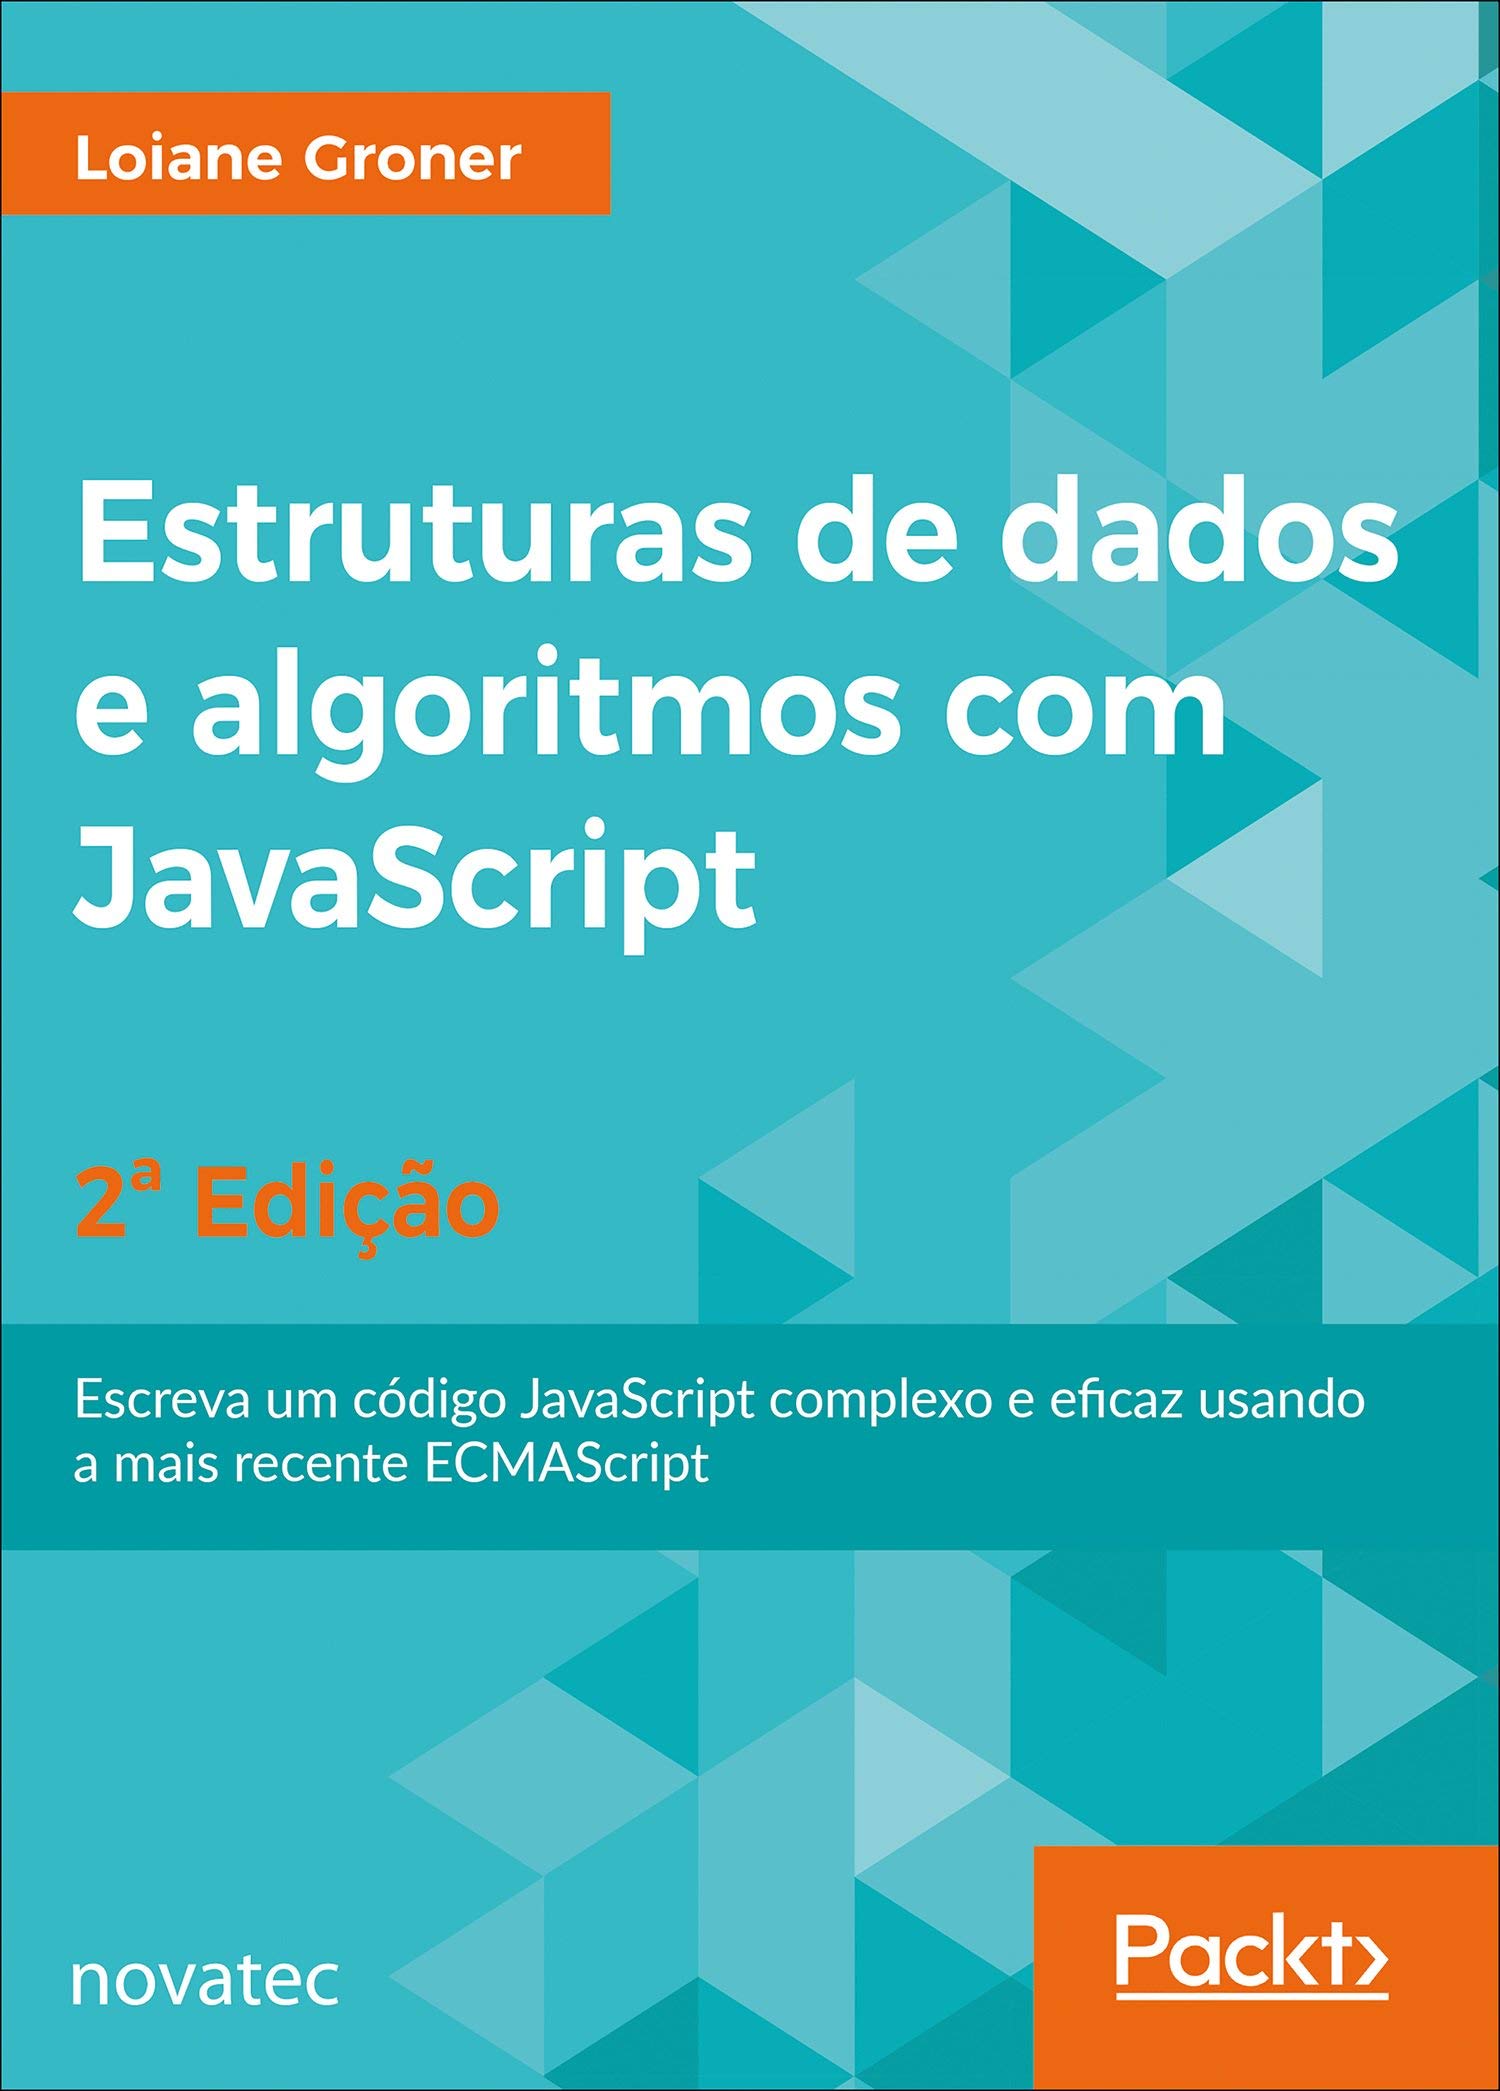 Loiane Groner
Estruturas de dados
e algoritmos com
JavaScript
2ª Edição
Escreva um código JavaScript complexo e eficaz usando
a mais recente ECMAScript
novatec
Packt>